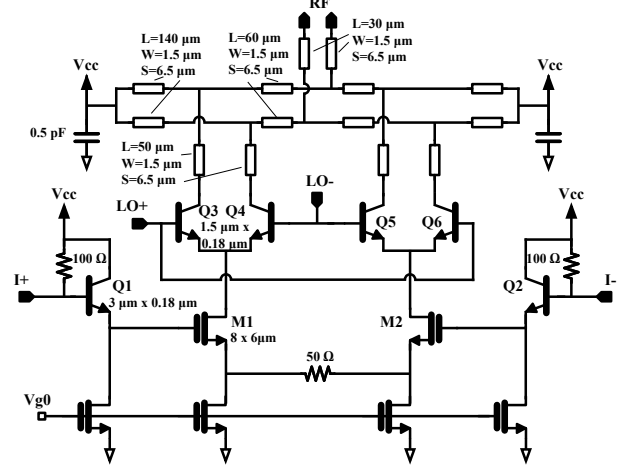 RF
L=140 µm
W=1.5 µm
S=6.5 µm
L=60 µm
W=1.5 µm
S=6.5 µm
L=30 µm
W=1.5 µm
S=6.5 µm
Vcc
Vcc
0.5 pF
L=50 µm
W=1.5 µm
S=6.5 µm
Vcc
LO+
LO-
Vcc
Q3
Q4
Q5
Q6
1.5 µm x
0.18 µm
100 Ω
100 Ω
I+
Q1
Q2
I-
3 µm x 0.18 µm
M1
M2
8 x 6µm
50 Ω
Vg0